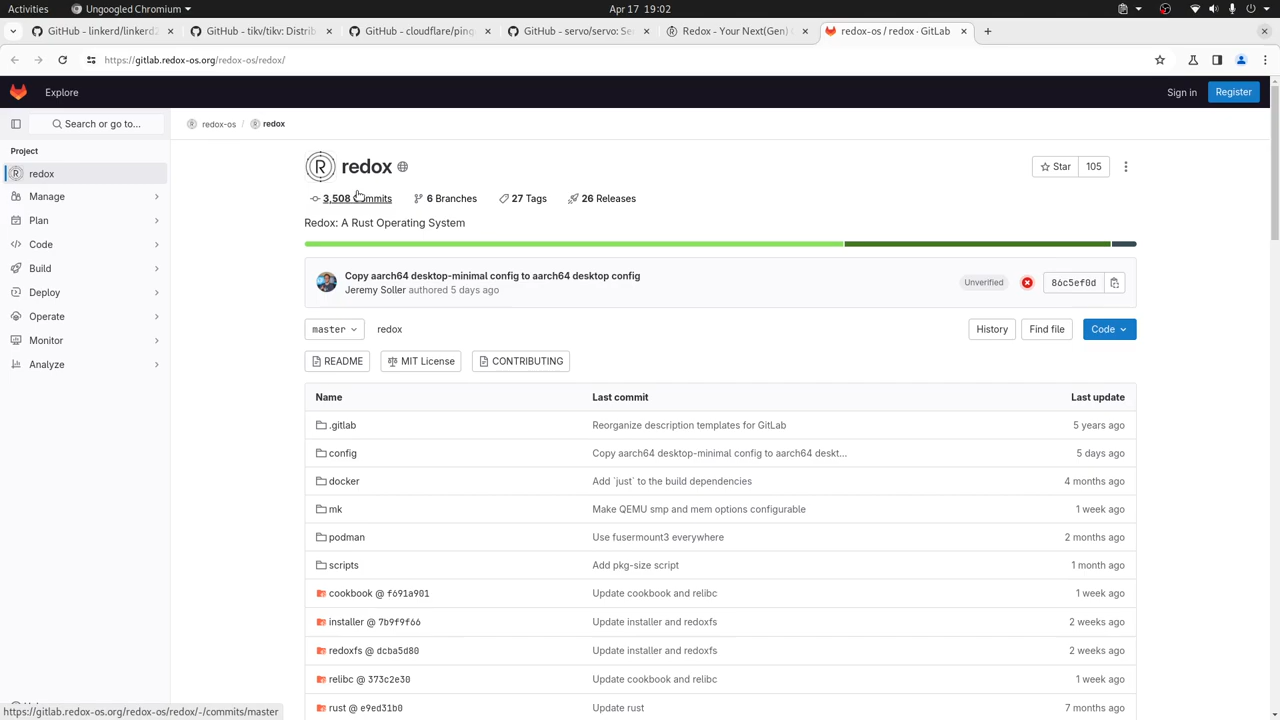 Activities
Ungoogled Chromium
Apr 17 19:02
GitHub - linkerd/linkerd2
GitHub - tikv/tikv: Distrib
GitHub - cloudflare/ping
GitHub - servo/servo: Se
Redox - Your Next(Gen)
redox-os / redox · GitLab
https://gitlab.redox-os.org/redox-os/redox/
Explore
Sign in
Register
Search or go to...
redox-os / redox
Project
redox
Manage
Plan
Code
Build
Deploy
Operate
Monitor
Analyze
redox
Star 105
3,508 Commits
6 Branches
27 Tags
26 Releases
Redox: A Rust Operating System
Copy aarch64 desktop-minimal config to aarch64 desktop config
Jeremy Soller authored 5 days ago
Unverified
86c5ef0d
master
redox
History
Find file
Code
README
MIT License
CONTRIBUTING
Name Last commit Last update
.gitlab Reorganize description templates for GitLab 5 years ago
config Copy aarch64 desktop-minimal config to aarch64 deskt... 5 days ago
docker Add `just` to the build dependencies 4 months ago
mk Make QEMU smp and mem options configurable 1 week ago
podman Use fusermount3 everywhere 2 months ago
scripts Add pkg-size script 1 month ago
cookbook @ f691a901 Update cookbook and relibc 1 week ago
installer @ 7b9f9f66 Update installer and redoxfs 2 weeks ago
redoxfs @ dcba5d80 Update installer and redoxfs 2 weeks ago
relibc @ 373c2e30 Update cookbook and relibc 1 week ago
rust @ e9ed31b0 Update rust 7 months ago
https://gitlab.redox-os.org/redox-os/redox/-/commits/master